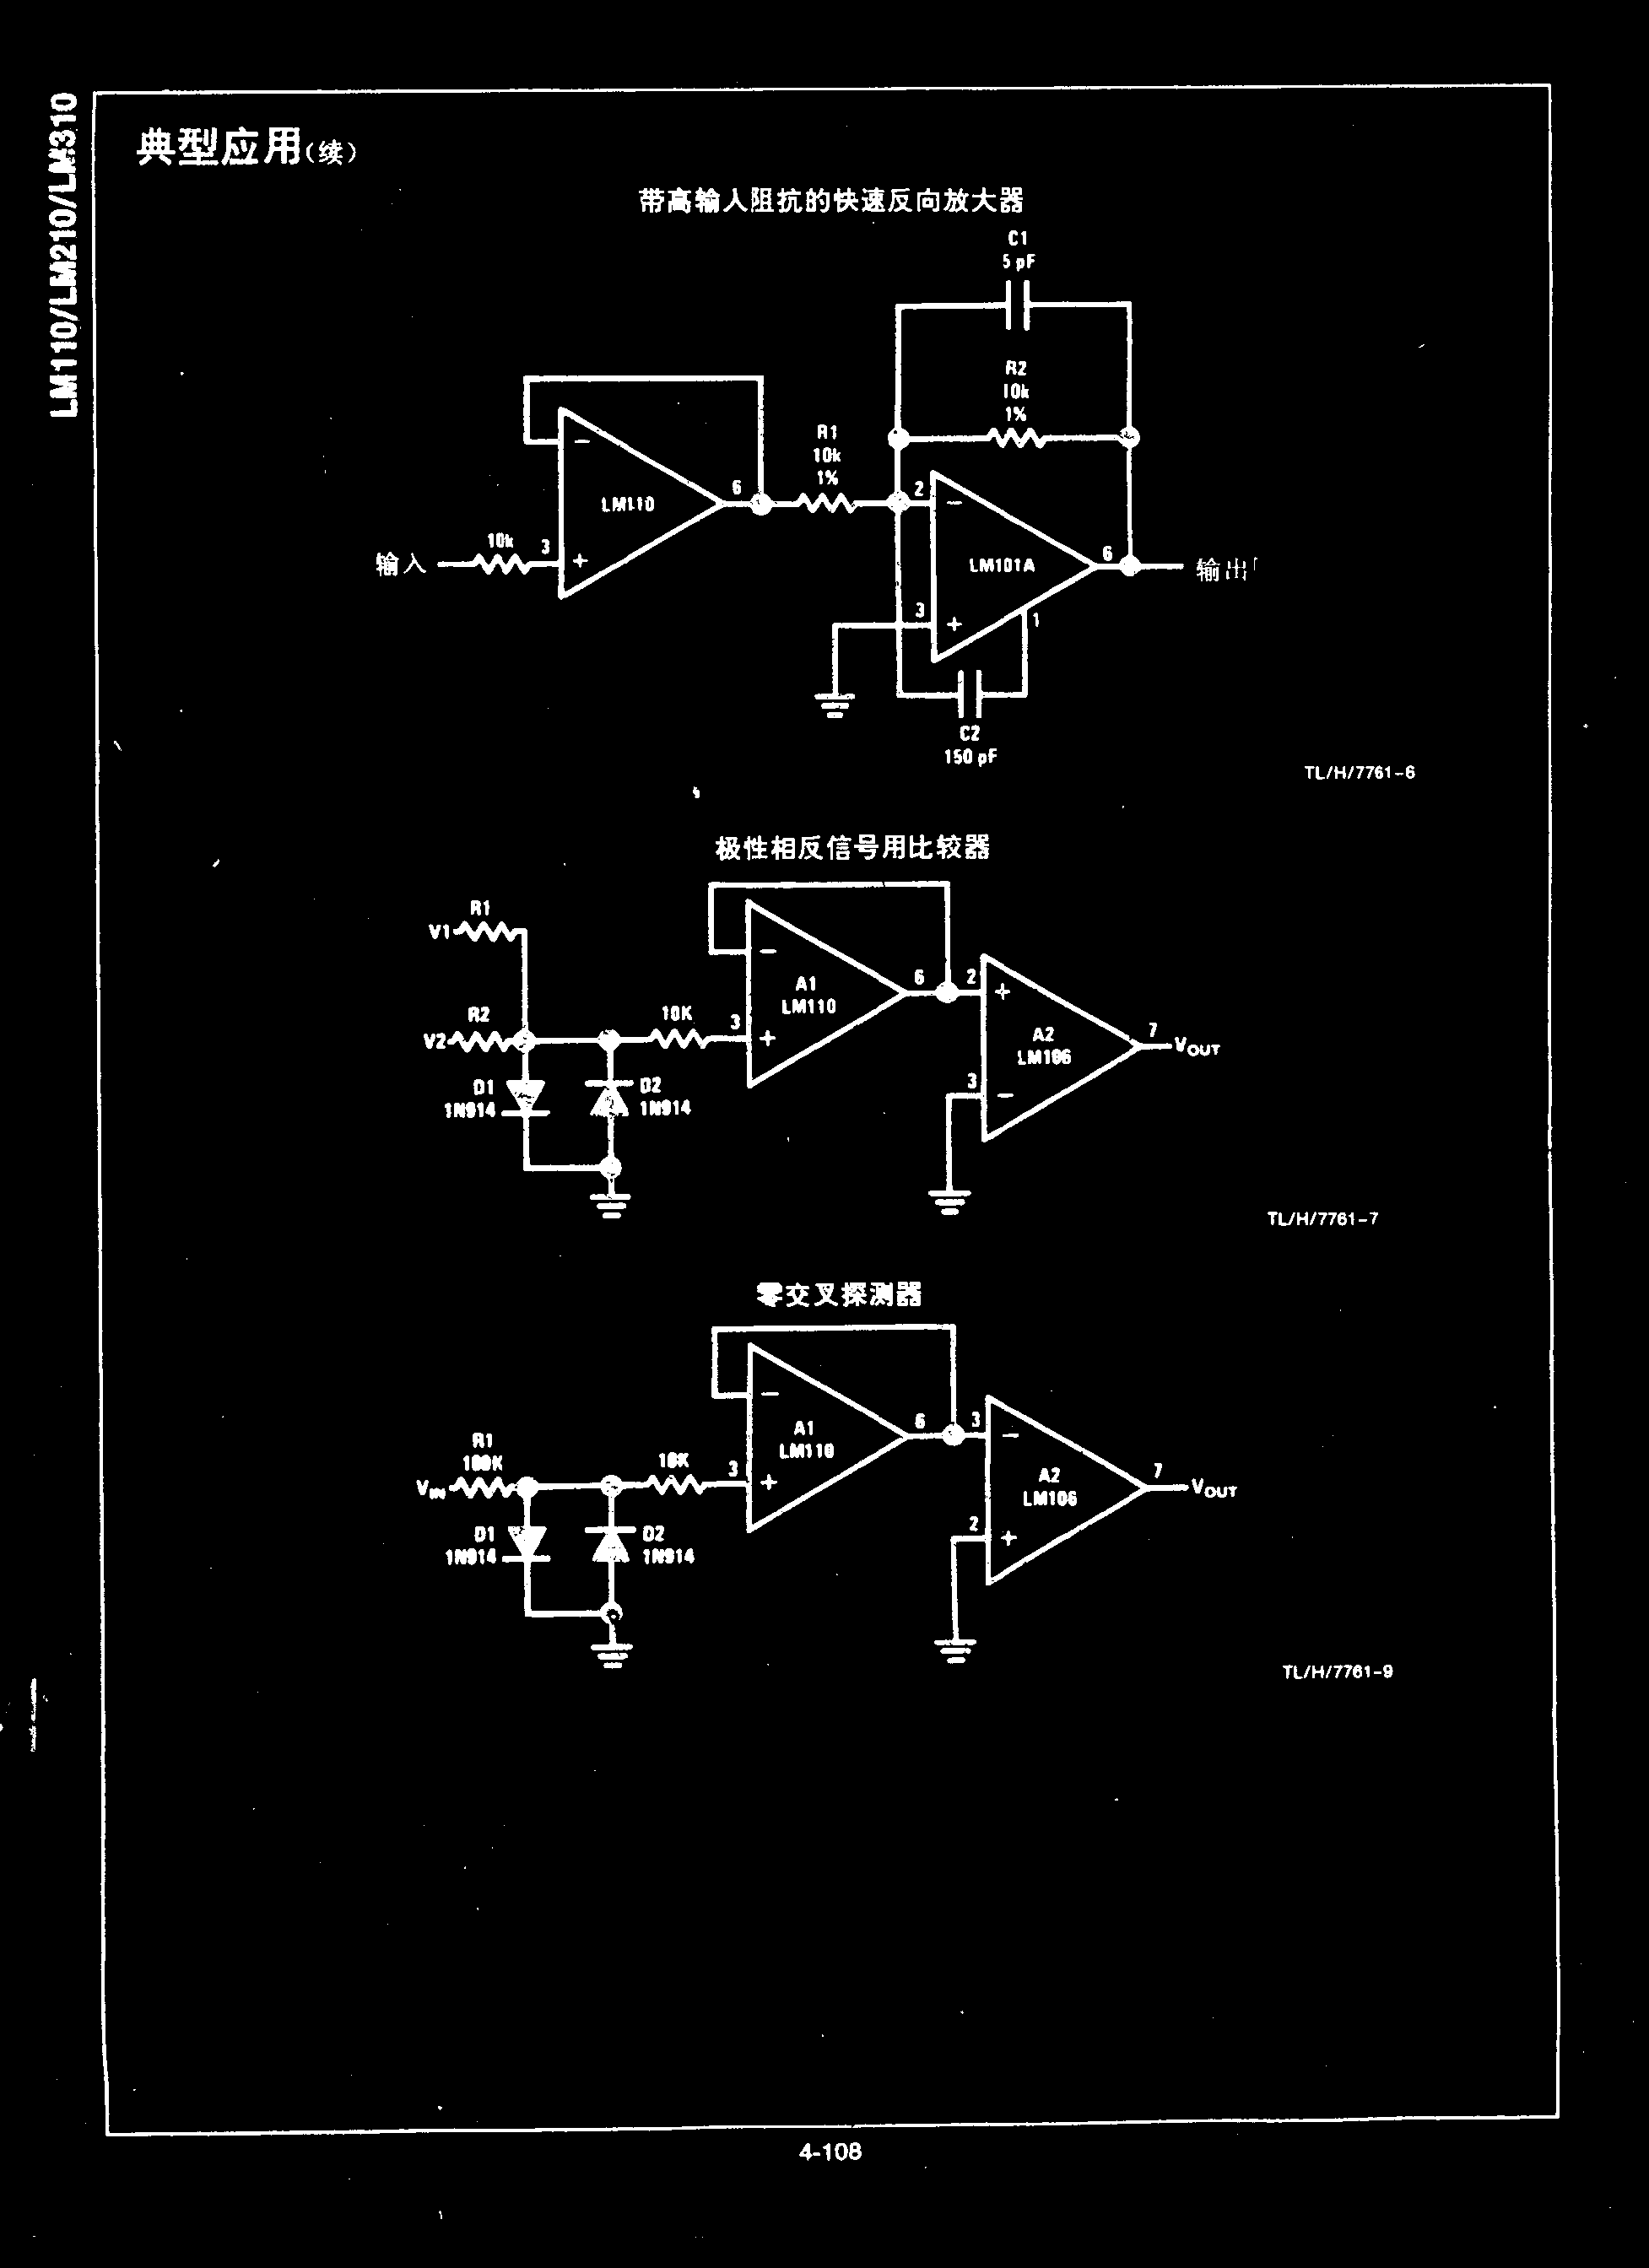 LM110/LM210/LM310
典型应用(续)
带高输入阻抗的快速反向放大器
C1
5 pF
R2
10k
1%
R1
10k
1%
6
2
LM110
10k
3
输入
LM101A
6
输出
3
1
C2
150 pF
TL/H/7761-6
极性相反信号用比较器
R1
V1
A1
LM110
6
2
R2
V2
10K
3
A2
LM106
7
VOUT
D1
1N914
D2
1N914
3
TL/H/7761-7
零交叉探测器
A1
LM110
6
3
R1
100K
VIN
10K
3
A2
LM106
7
VOUT
D1
1N914
D2
1N914
2
TL/H/7761-9
4-108